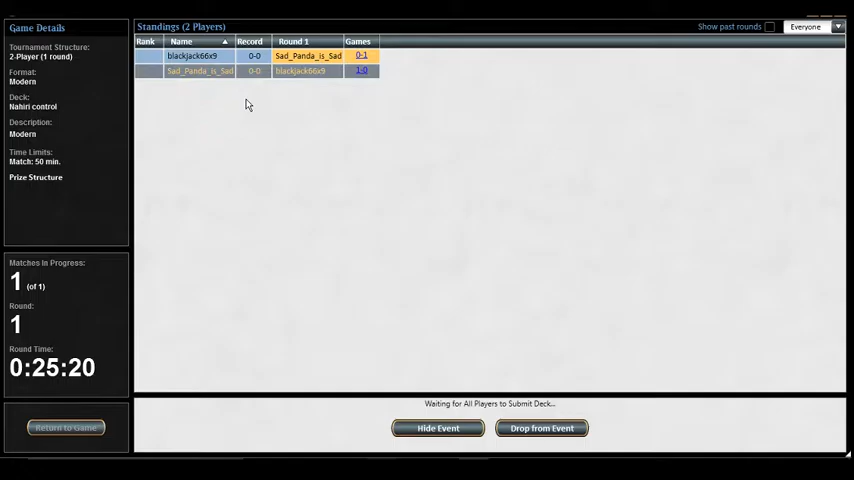 Game Details
Tournament Structure:
2-Player (1 round)
Format:
Modern
Deck:
Nahiri control
Description:
Modern
Time Limits:
Match: 50 min.
Prize Structure
Matches In Progress:
1 (of 1)
Round:
1
Round Time:
0:25:20
Return to Game
Standings (2 Players)
Show past rounds
Everyone
Rank Name Record Round 1 Games
blackjack66x9 0-0 Sad_Panda_is_Sad 0-1
Sad_Panda_is_Sad 0-0 blackjack66x9 1-0
Waiting for All Players to Submit Deck...
Hide Event Drop from Event